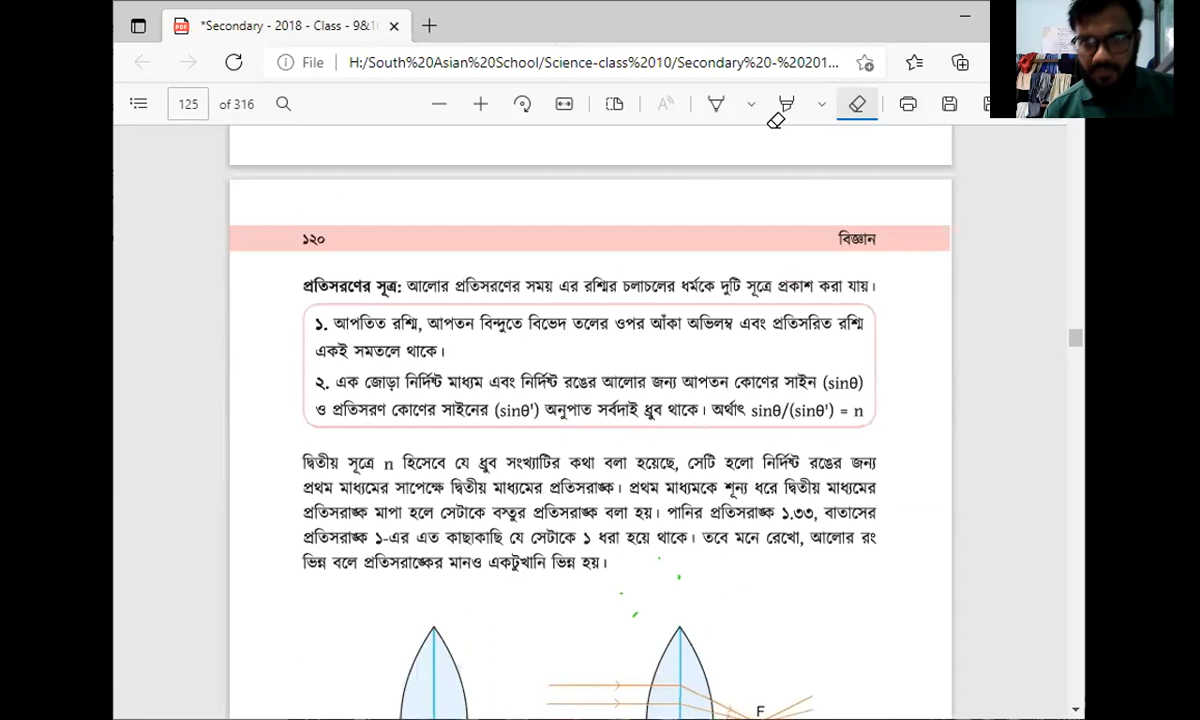 *Secondary - 2018 - Class - 9&1
File H:/South%20Asian%20School/Science-class%2010/Secondary%20-%20201...
125 of 316
১২০ বিজ্ঞান
প্রতিসরণের সূত্র: আলোর প্রতিসরণের সময় এর রশ্মির চলাচলের ধর্মকে দুটি সূত্রে প্রকাশ করা যায়।
১. আপতিত রশ্মি, আপতন বিন্দুতে বিভেদ তলের ওপর আঁকা অভিলম্ব এবং প্রতিসরিত রশ্মি
একই সমতলে থাকে।
২. এক জোড়া নির্দিষ্ট মাধ্যম এবং নির্দিষ্ট রঙের আলোর জন্য আপতন কোণের সাইন (sinθ)
ও প্রতিসরণ কোণের সাইনের (sinθ') অনুপাত সর্বদাই ধ্রুব থাকে। অর্থাৎ sinθ/(sinθ') = n
দ্বিতীয় সূত্রে n হিসেবে যে ধ্রুব সংখ্যাটির কথা বলা হয়েছে, সেটি হলো নির্দিষ্ট রঙের জন্য
প্রথম মাধ্যমের সাপেক্ষে দ্বিতীয় মাধ্যমের প্রতিসরাঙ্ক। প্রথম মাধ্যমকে শূন্য ধরে দ্বিতীয় মাধ্যমের
প্রতিসরাঙ্ক মাপা হলে সেটাকে বস্তুর প্রতিসরাঙ্ক বলা হয়। পানির প্রতিসরাঙ্ক ১.৩৩, বাতাসের
প্রতিসরাঙ্ক ১-এর এত কাছাকাছি যে সেটাকে ১ ধরা হয়ে থাকে। তবে মনে রেখো, আলোর রং
ভিন্ন বলে প্রতিসরাঙ্কের মানও একটুখানি ভিন্ন হয়।
F